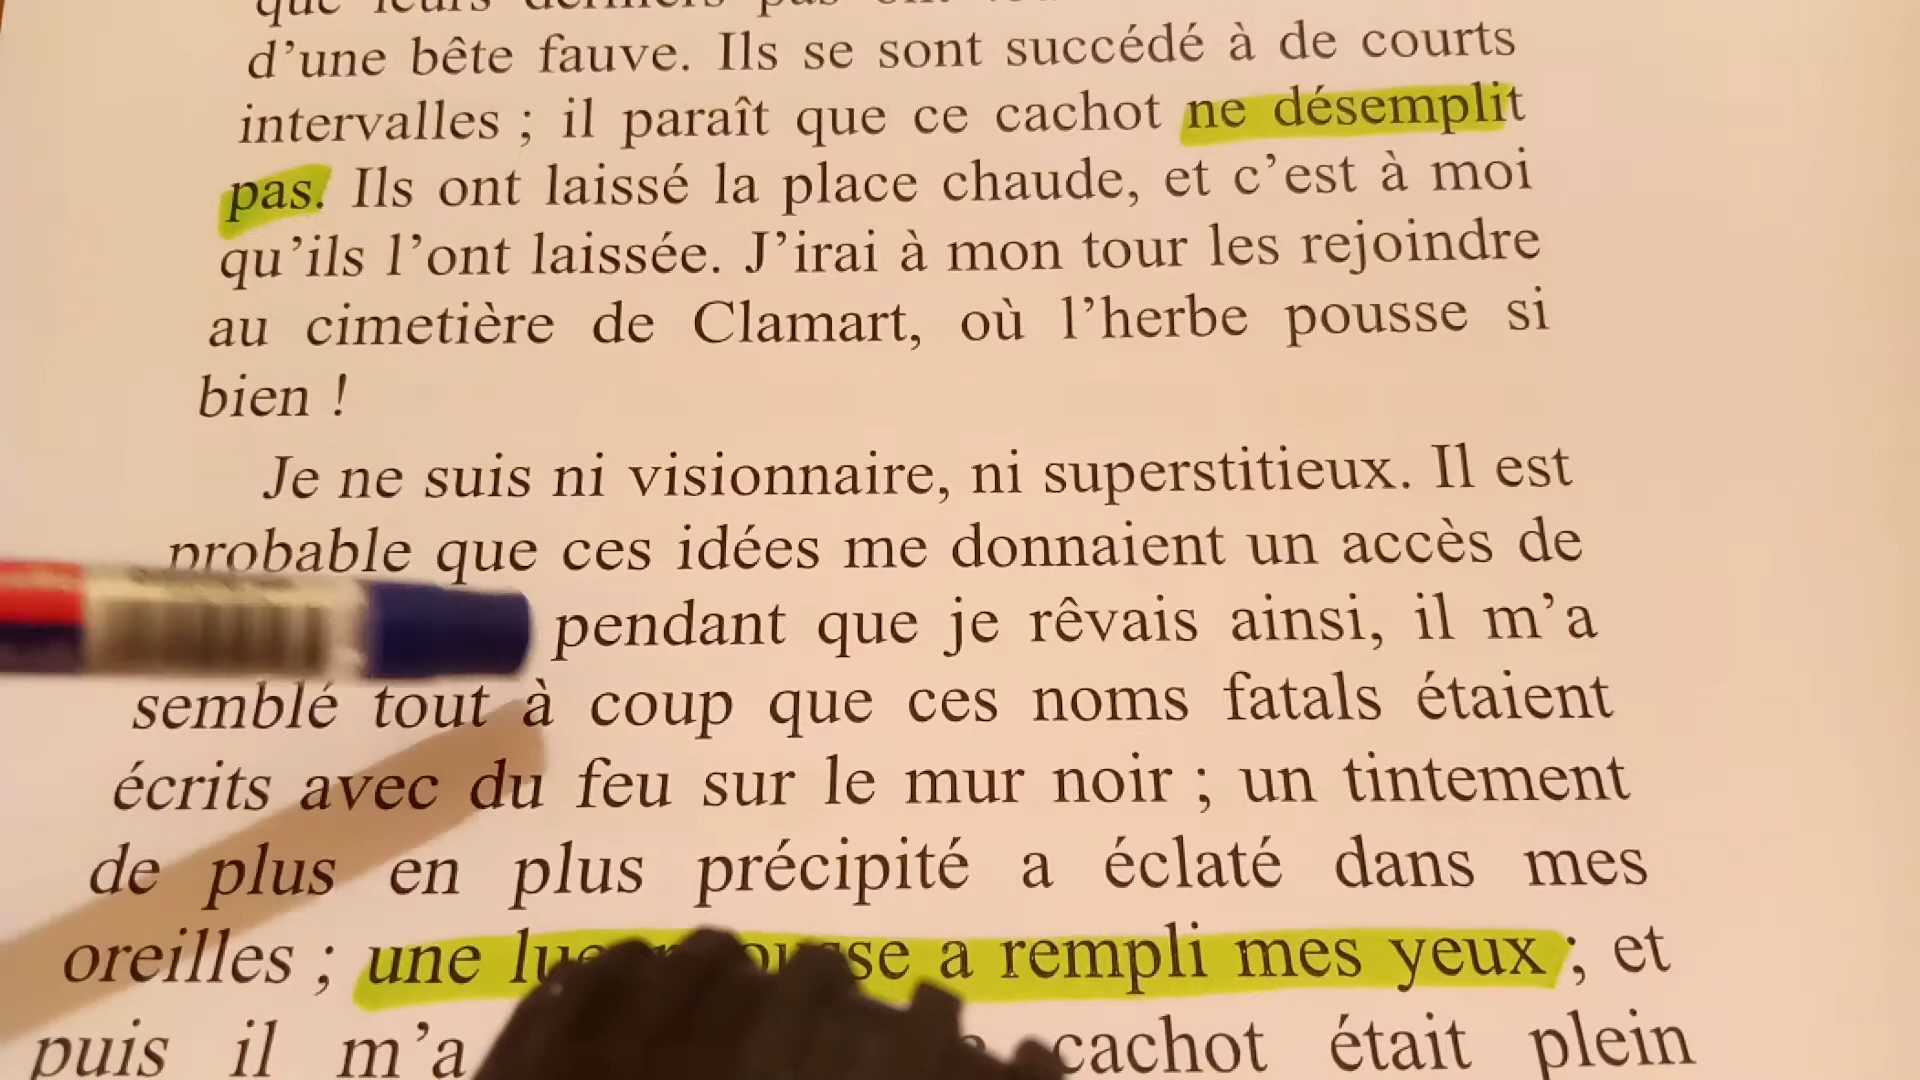 d’une bête fauve. Ils se sont succédé à de courts
intervalles ; il paraît que ce cachot ne désemplit
pas. Ils ont laissé la place chaude, et c’est à moi
qu’ils l’ont laissée. J’irai à mon tour les rejoindre
au cimetière de Clamart, où l’herbe pousse si
bien !
Je ne suis ni visionnaire, ni superstitieux. Il est
probable que ces idées me donnaient un accès de
pendant que je rêvais ainsi, il m’a
semblé tout à coup que ces noms fatals étaient
écrits avec du feu sur le mur noir ; un tintement
de plus en plus précipité a éclaté dans mes
oreilles ; une a rempli mes yeux ; et
puis il m’a cachot était plein